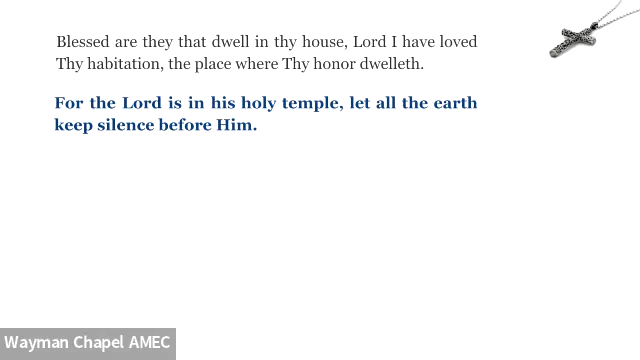 Blessed are they that dwell in thy house, Lord I have loved
Thy habitation, the place where Thy honor dwelleth.
For the Lord is in his holy temple, let all the earth
keep silence before Him.
Wayman Chapel AMEC